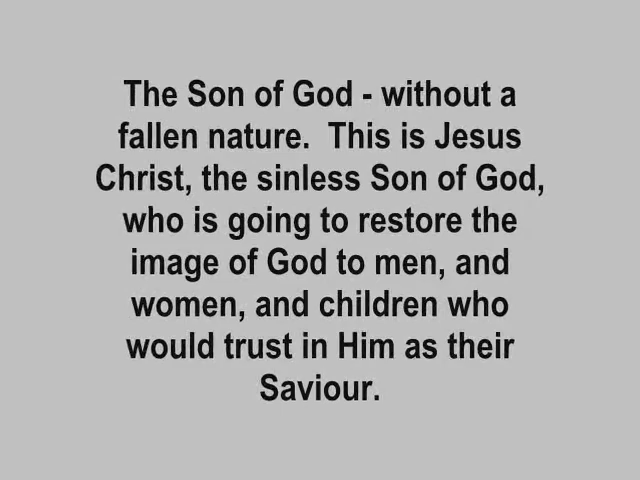 The Son of God - without a
fallen nature.  This is Jesus
Christ, the sinless Son of God,
who is going to restore the
image of God to men, and
women, and children who
would trust in Him as their
Saviour.